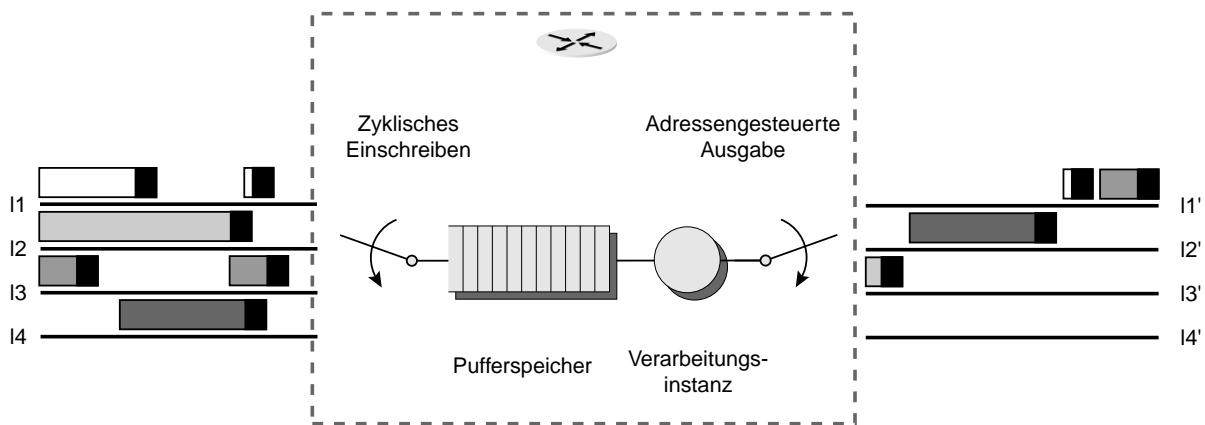 Zyklisches
Einschreiben
Adressengesteuerte
Ausgabe
I1
I2
I3
I4
I1'
I2'
I3'
I4'
Pufferspeicher
Verarbeitungs-
instanz